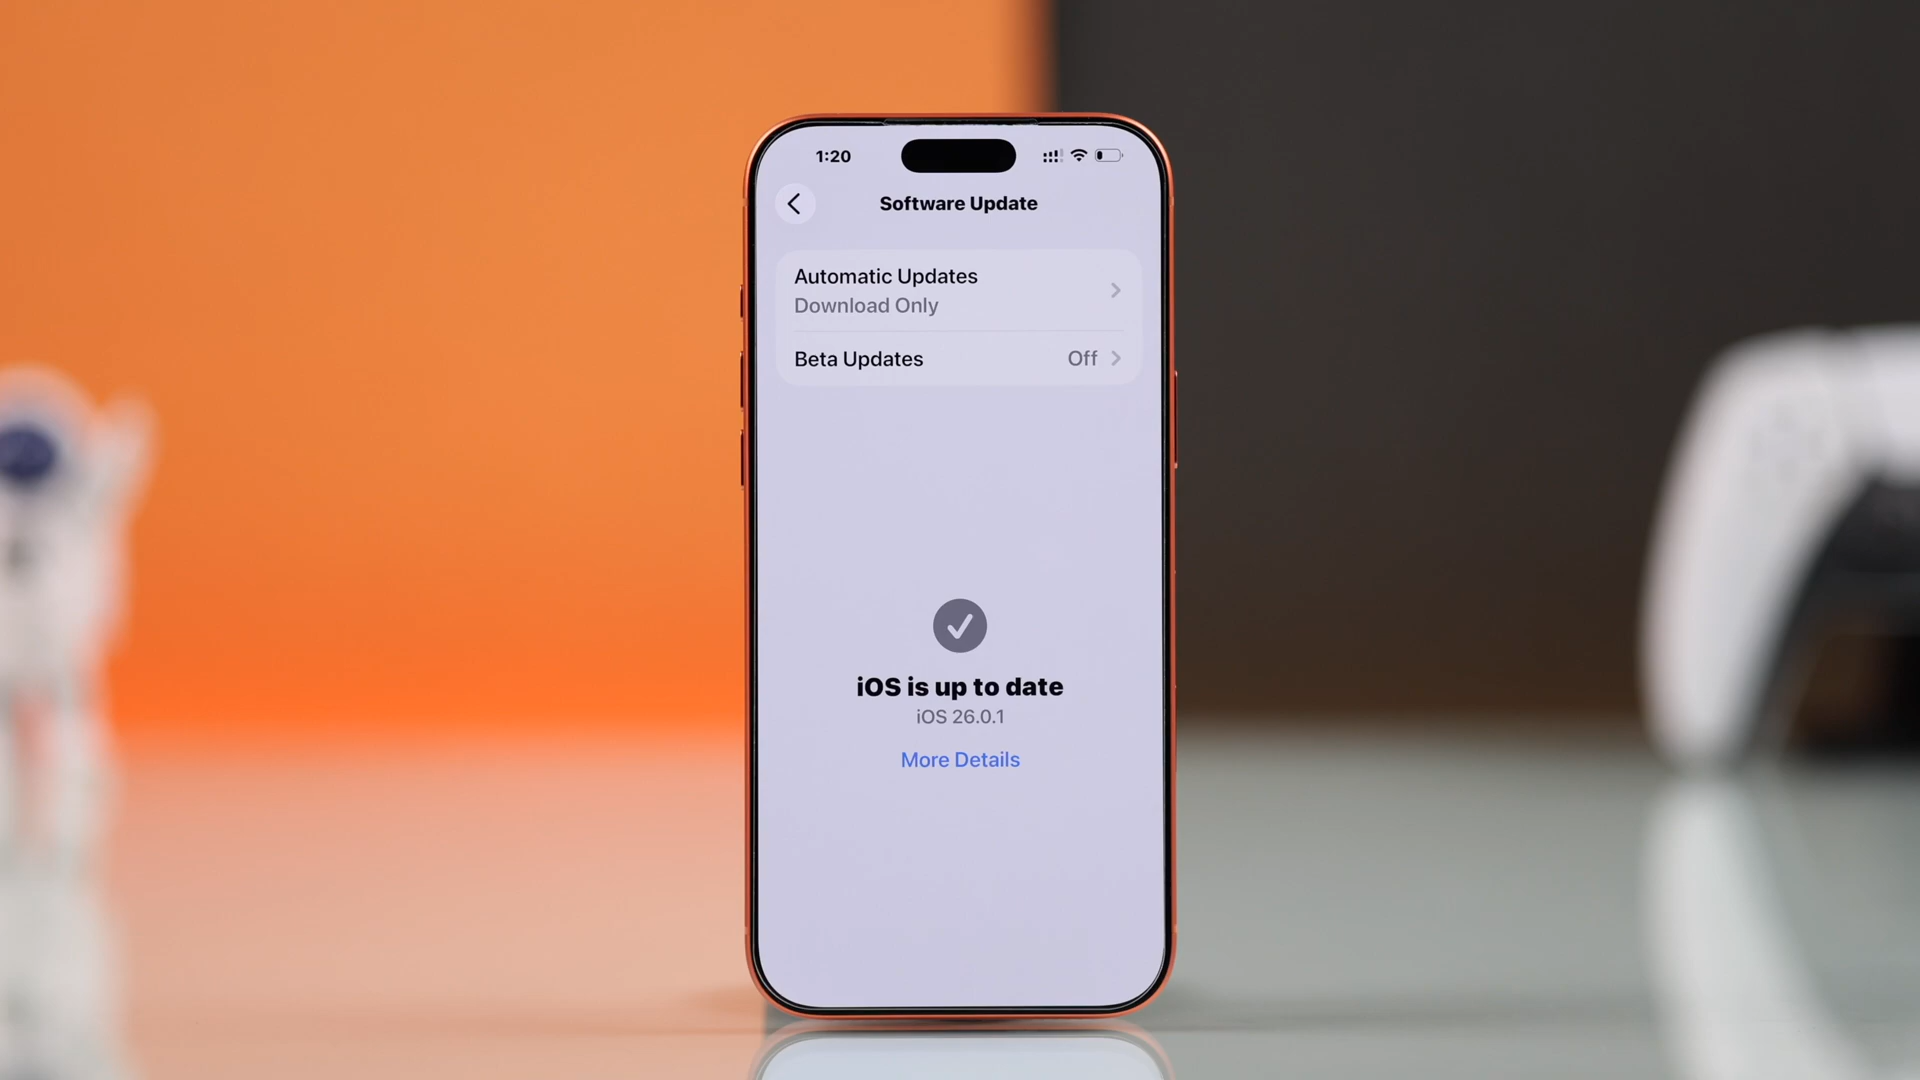 1:20
Software Update
Automatic Updates
Download Only
Beta Updates Off
iOS is up to date
iOS 26.0.1
More Details